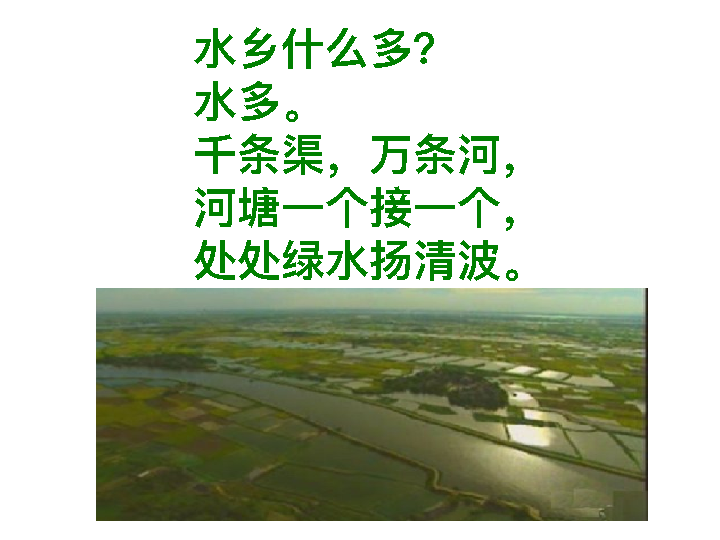 水乡什么多？
水多。
千条渠，万条河，
河塘一个接一个，
处处绿水扬清波。